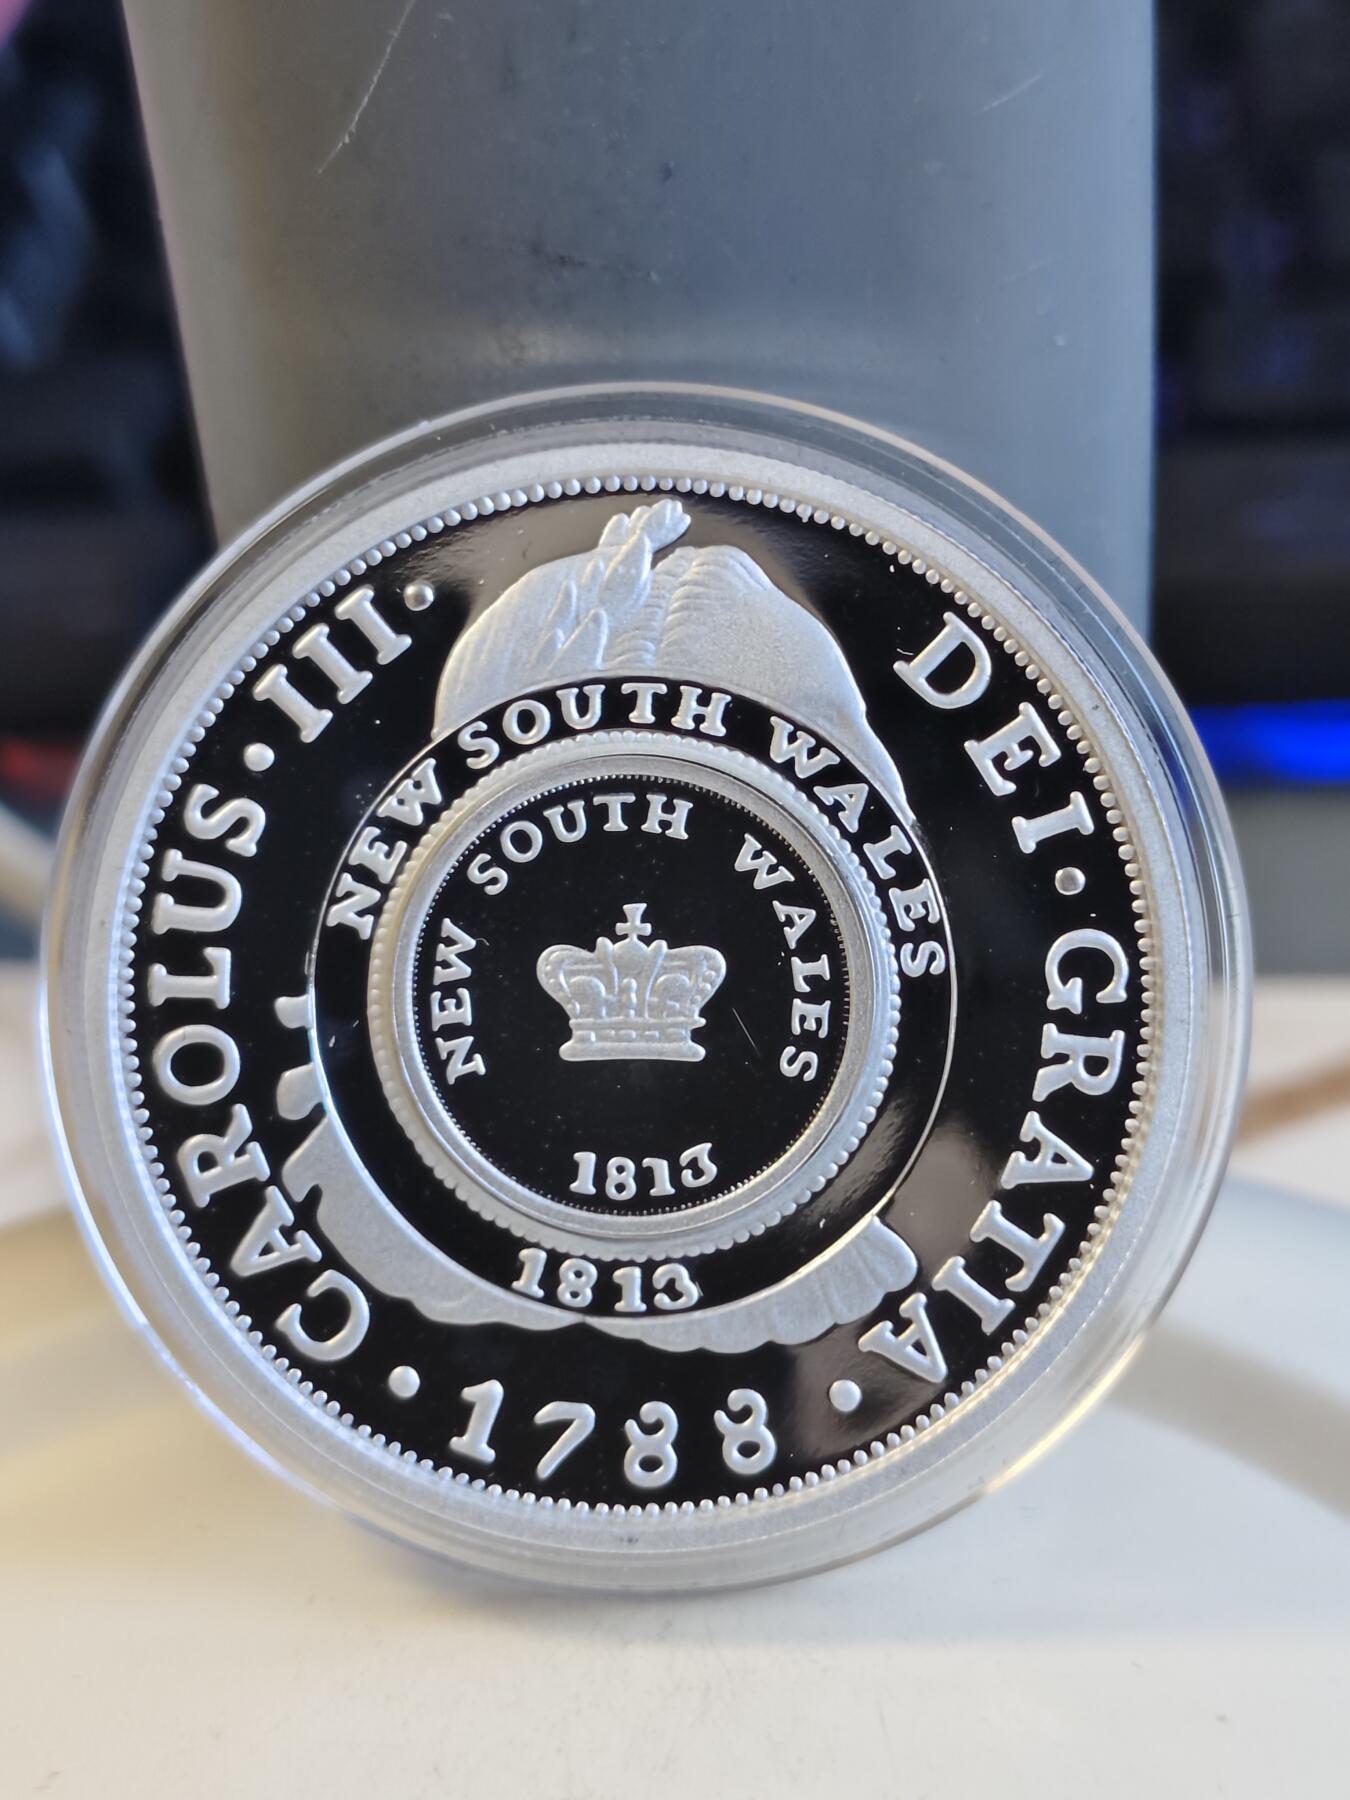 CAROLUS·III· DEI·GRATIA
·1788·
NEW SOUTH WALES
1813
NEW SOUTH WALES
1813